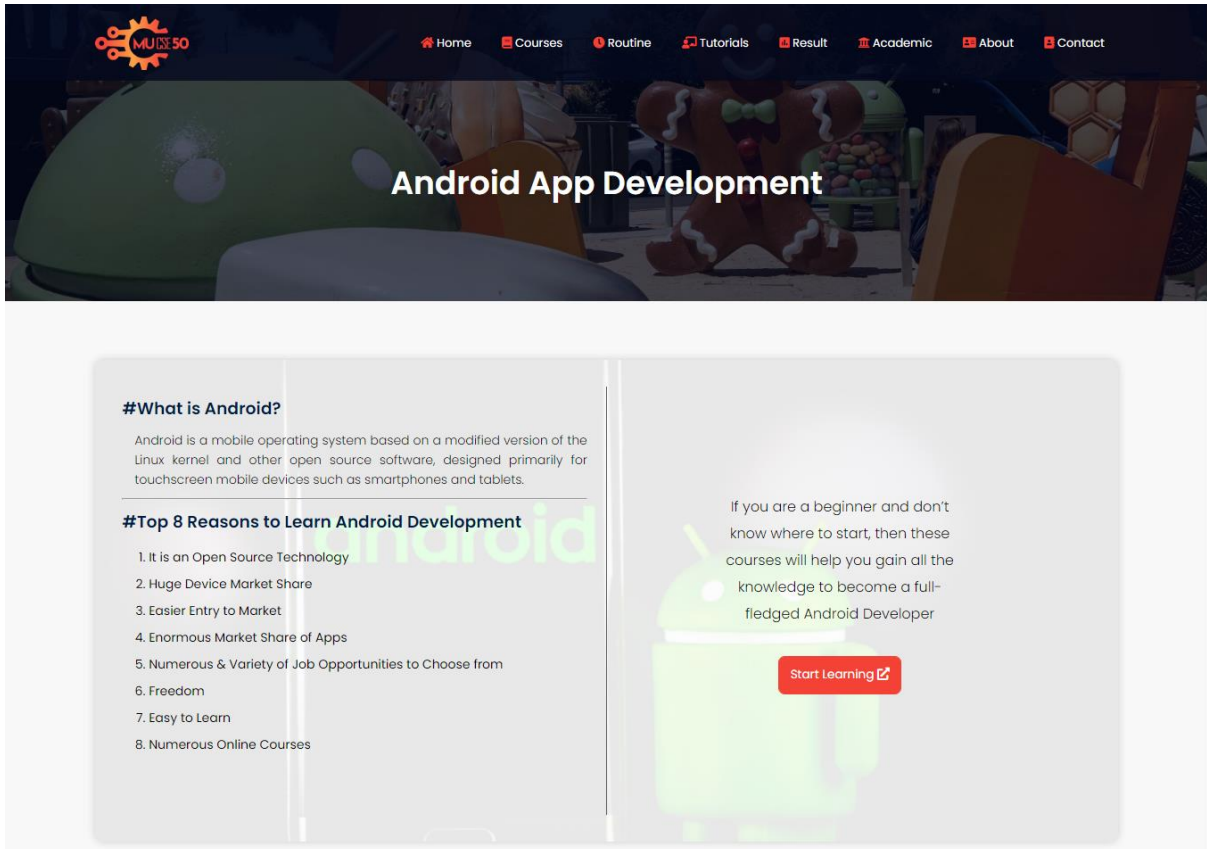 MU CSE 50
Home Courses Routine Tutorials Result Academic About Contact
Android App Development
#What is Android?
Android is a mobile operating system based on a modified version of the
Linux kernel and other open source software, designed primarily for
touchscreen mobile devices such as smartphones and tablets.
#Top 8 Reasons to Learn Android Development
1. It is an Open Source Technology
2. Huge Device Market Share
3. Easier Entry to Market
4. Enormous Market Share of Apps
5. Numerous & Variety of Job Opportunities to Choose from
6. Freedom
7. Easy to Learn
8. Numerous Online Courses
android
If you are a beginner and don't
know where to start, then these
courses will help you gain all the
knowledge to become a full-
fledged Android Developer
Start Learning